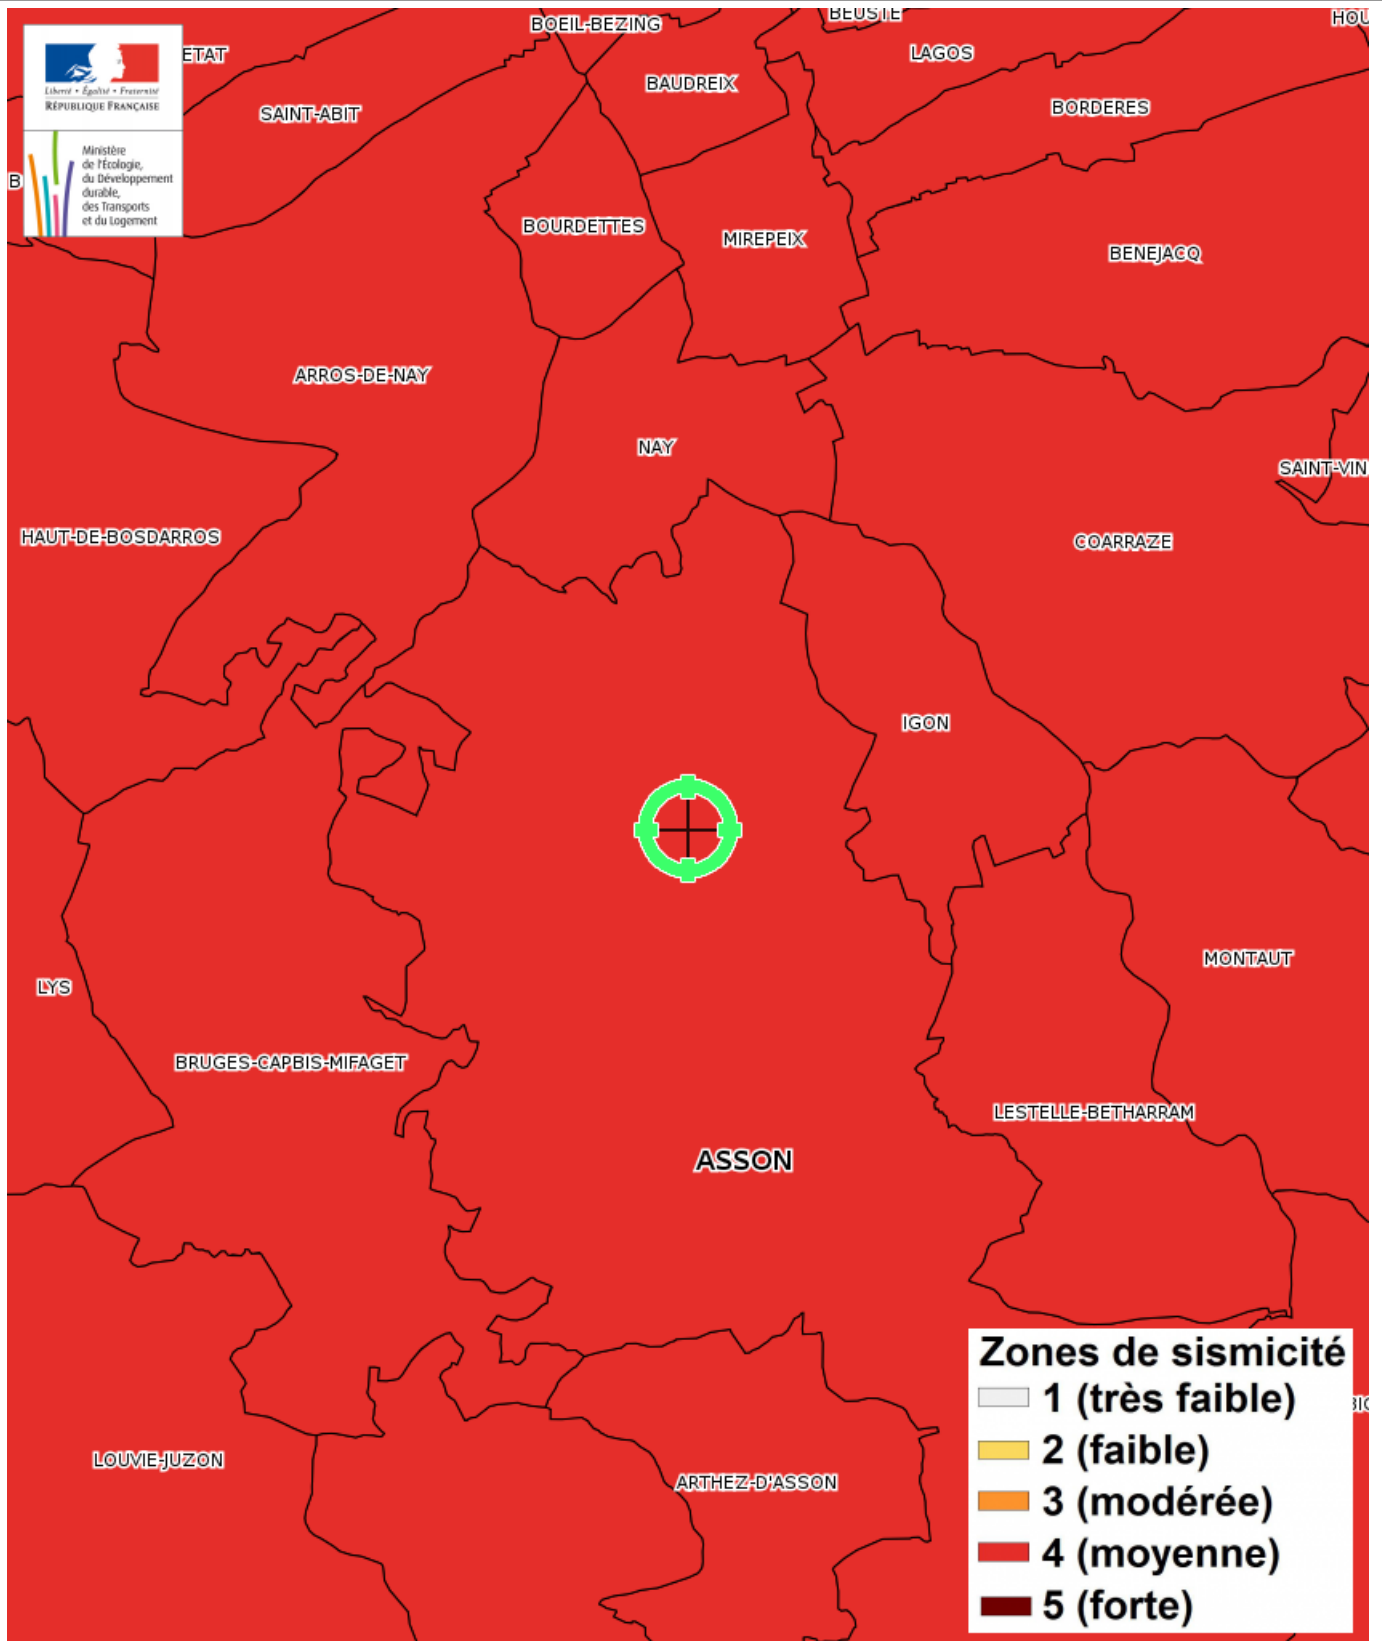 BOEIL-BEZING
BEUSTE
HOU
ETAT
LAGOS
BAUDREIX
Liberté • Égalité • Fraternité
RÉPUBLIQUE FRANÇAISE
SAINT-ABIT
BORDERES
Ministère
de l'Écologie,
du Développement
durable,
des Transports
et du Logement
B
BOURDETTES
MIREPEIX
BENEJACQ
ARROS-DE-NAY
NAY
SAINT-VIN
HAUT-DE-BOSDARROS
COARRAZE
IGON
MONTAUT
LYS
BRUGES-CAPBIS-MIFAGET
LESTELLE-BETHARRAM
ASSON
Zones de sismicité
1 (très faible)
2 (faible)
3 (modérée)
4 (moyenne)
5 (forte)
LOUVIE-JUZON
ARTHEZ-D'ASSON